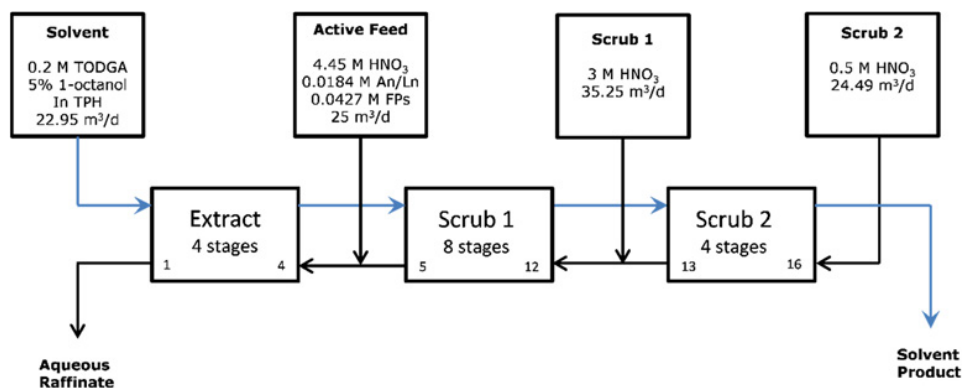 Solvent
0.2 M TODGA
5% 1-octanol
In TPH
22.95 m³/d
Active Feed
4.45 M HNO₃
0.0184 M An/Ln
0.0427 M FPs
25 m³/d
Scrub 1
3 M HNO₃
35.25 m³/d
Scrub 2
0.5 M HNO₃
24.49 m³/d
Extract
4 stages
1
4
Scrub 1
8 stages
5
12
Scrub 2
4 stages
13
16
Aqueous
Raffinate
Solvent
Product